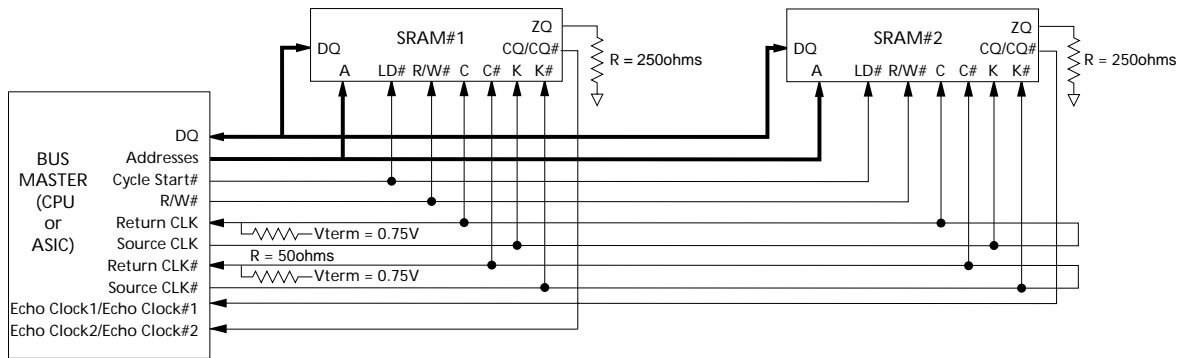 ZQ
SRAM#1
DQ
CQ/CQ#
R = 250ohms
A LD# R/W# C C# K K#
ZQ
SRAM#2
DQ
CQ/CQ#
R = 250ohms
A LD# R/W# C C# K K#
BUS
MASTER
(CPU
or
ASIC)
DQ
Addresses
Cycle Start#
R/W#
Return CLK
Vterm = 0.75V
Source CLK
R = 50ohms
Return CLK#
Vterm = 0.75V
Source CLK#
Echo Clock1/Echo Clock#1
Echo Clock2/Echo Clock#2